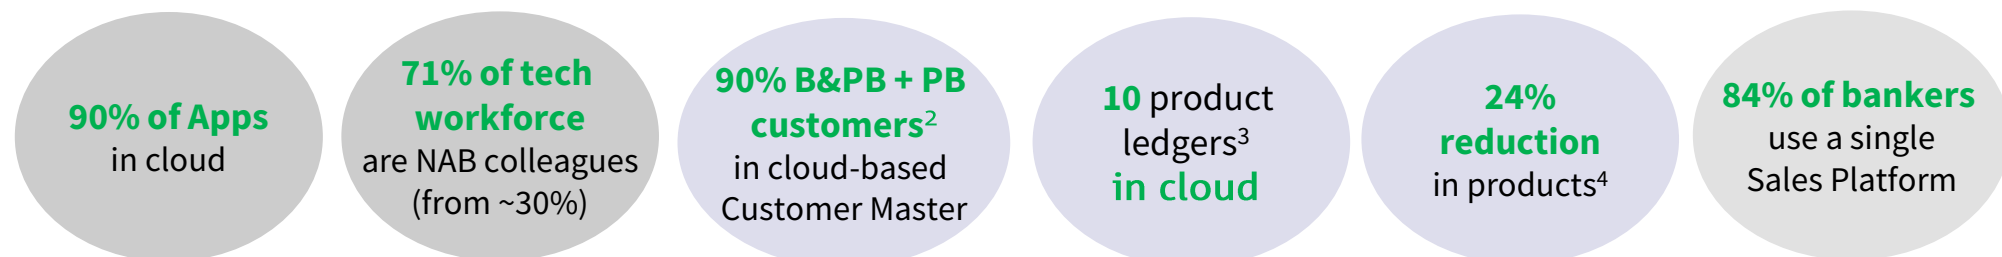 90% of Apps
in cloud
71% of tech
workforce
are NAB colleagues
(from ~30%)
90% B&PB + PB
customers²
in cloud-based
Customer Master
10 product
ledgers³
in cloud
24%
reduction
in products⁴
84% of bankers
use a single
Sales Platform